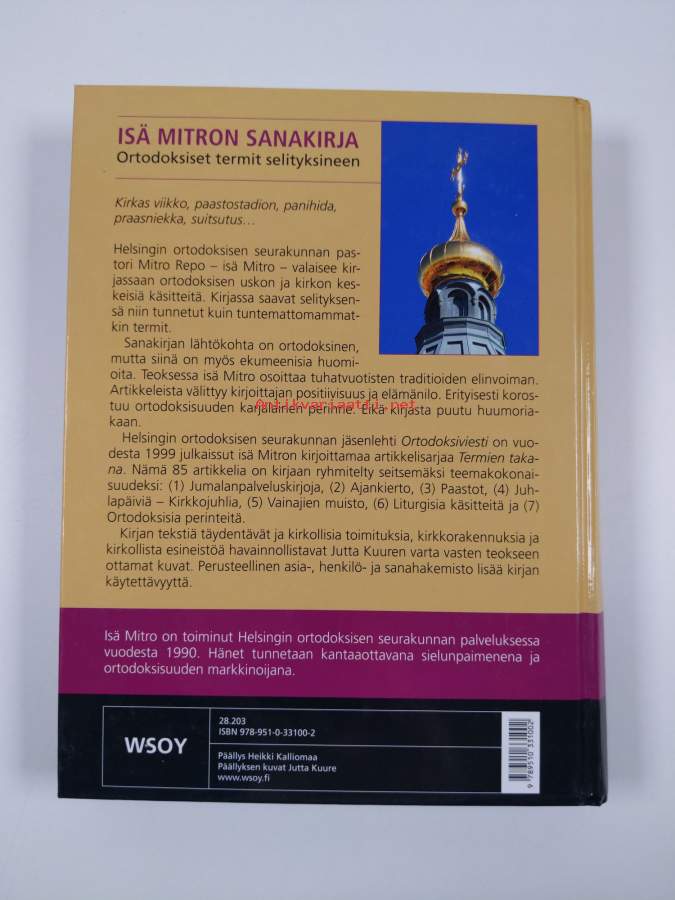 ISÄ MITRON SANAKIRJA
Ortodoksiset termit selityksineen
Kirkas viikko, paastostadion, panihida,
praasniekka, suitsutus...
Helsingin ortodoksisen seurakunnan pas-
tori Mitro Repo – isä Mitro – valaisee kir-
jassaan ortodoksisen uskon ja kirkon kes-
keisiä käsitteitä. Kirjassa saavat selityksen-
sä niin tunnetut kuin tuntemattomammat-
kin termit.
Sanakirjan lähtökohta on ortodoksinen,
mutta siinä on myös ekumeenisia huomi-
oita. Teoksessa isä Mitro osoittaa tuhatvuotisten traditioiden elinvoiman.
Artikkeleista välittyy kirjoittajan positiivisuus ja elämänilo. Erityisesti koros-
tuu ortodoksisuuden karjalainen perinne. Eikä kirjasta puutu huumoria-
kaan.
Antikvariaatti.net
Helsingin ortodoksisen seurakunnan jäsenlehti Ortodoksiviesti on vuo-
desta 1999 julkaissut isä Mitron kirjoittamaa artikkelisarjaa Termien taka-
na. Nämä 85 artikkelia on kirjaan ryhmitelty seitsemäksi teemakokonai-
suudeksi: (1) Jumalanpalveluskirjoja, (2) Ajankierto, (3) Paastot, (4) Juh-
lapäiviä – Kirkkojuhlia, (5) Vainajien muisto, (6) Liturgisia käsitteitä ja (7)
Ortodoksisia perinteitä.
Kirjan tekstiä täydentävät ja kirkollisia toimituksia, kirkkorakennuksia ja
kirkollista esineistöä havainnollistavat Jutta Kuuren varta vasten teokseen
ottamat kuvat. Perusteellinen asia-, henkilö- ja sanahakemisto lisää kirjan
käytettävyyttä.
Isä Mitro on toiminut Helsingin ortodoksisen seurakunnan palveluksessa
vuodesta 1990. Hänet tunnetaan kantaaottavana sielunpaimenena ja
ortodoksisuuden markkinoijana.
WSOY
28.203
ISBN 978-951-0-33100-2
Päällys Heikki Kalliomaa
Päällyksen kuvat Jutta Kuure
www.wsoy.fi
9 789510 331002